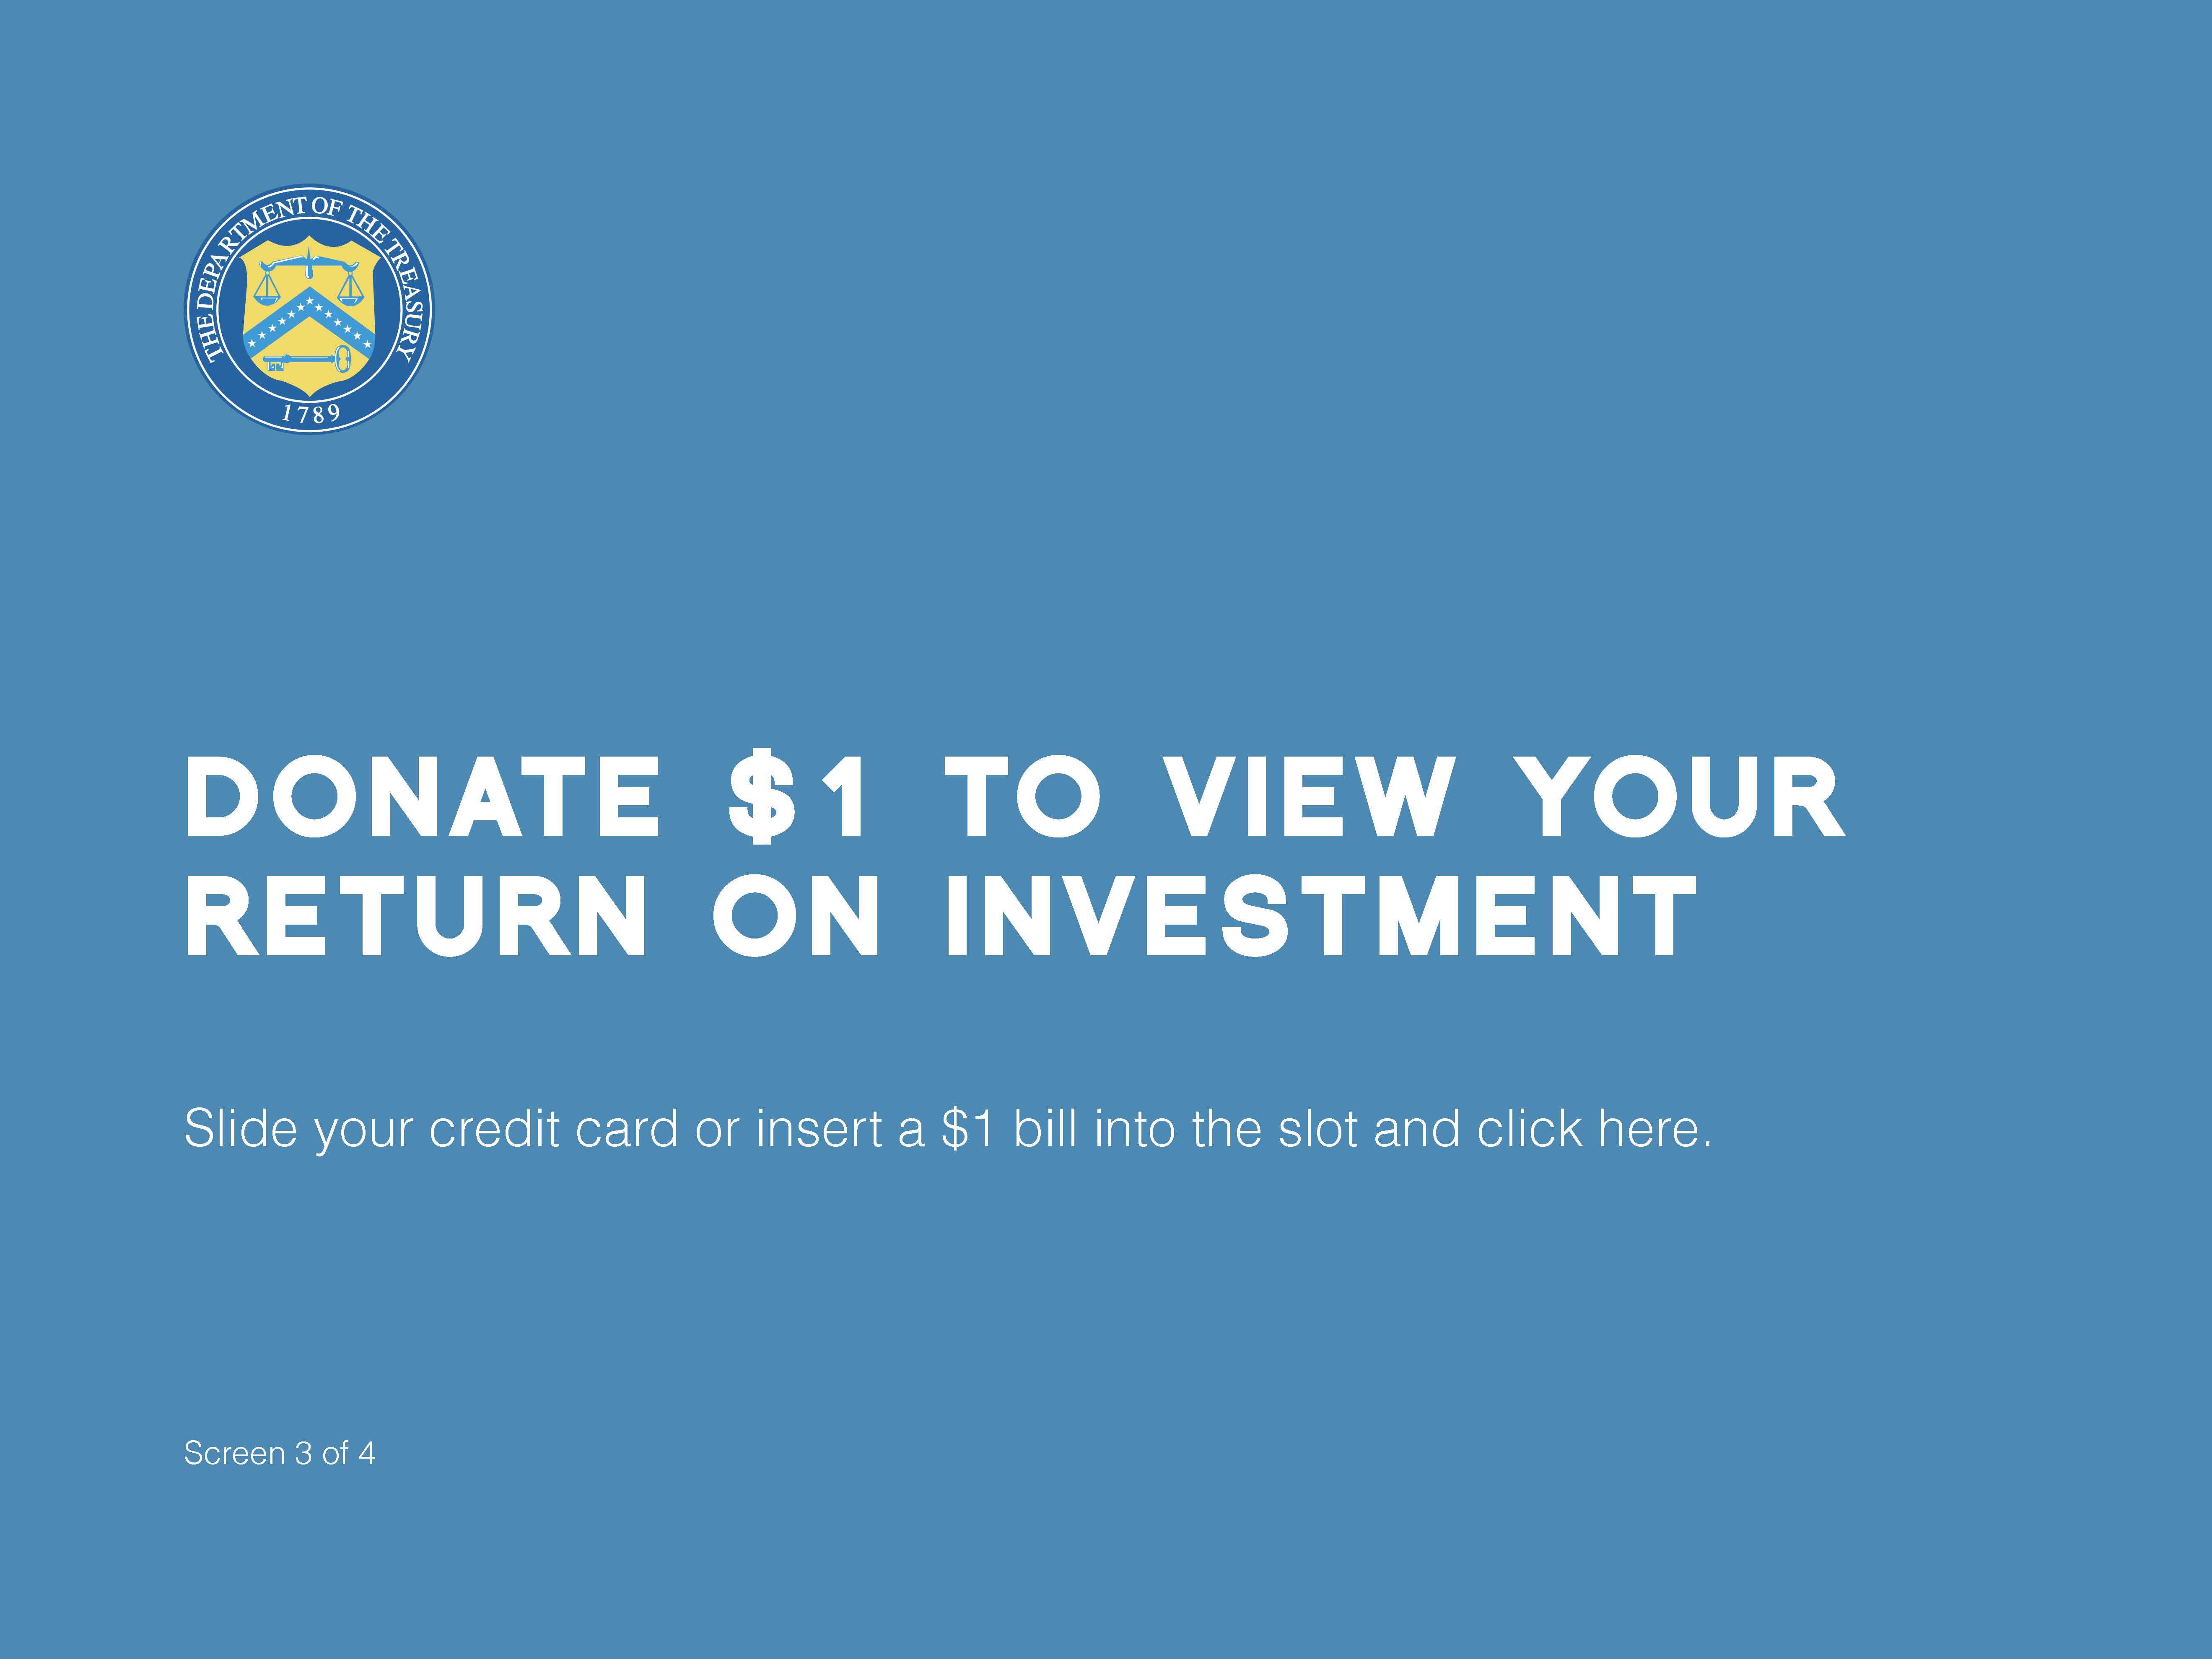 THE DEPARTMENT OF THE TREASURY
1789
DONATE $1 TO VIEW YOUR
RETURN ON INVESTMENT
Slide your credit card or insert a $1 bill into the slot and click here.
Screen 3 of 4